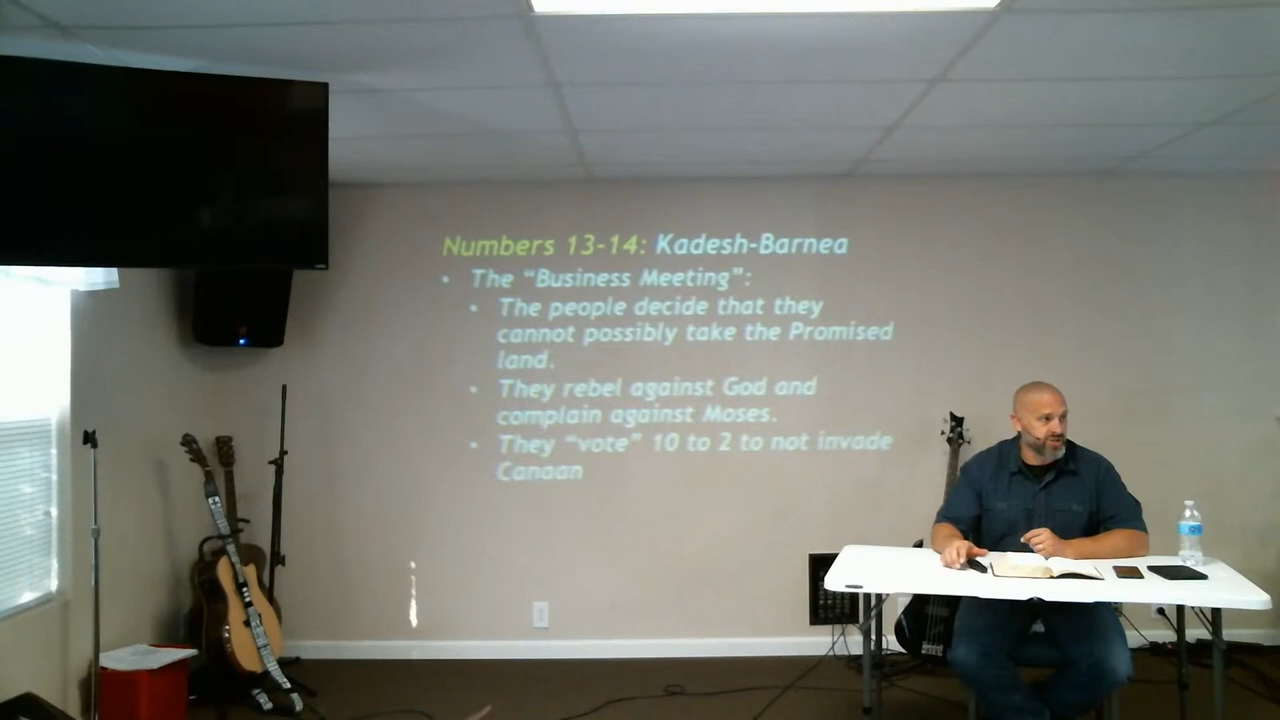 Numbers 13-14: Kadesh-Barnea
• The “Business Meeting”:
• The people decide that they
cannot possibly take the Promised
land.
• They rebel against God and
complain against Moses.
• They “vote” 10 to 2 to not invade
Canaan